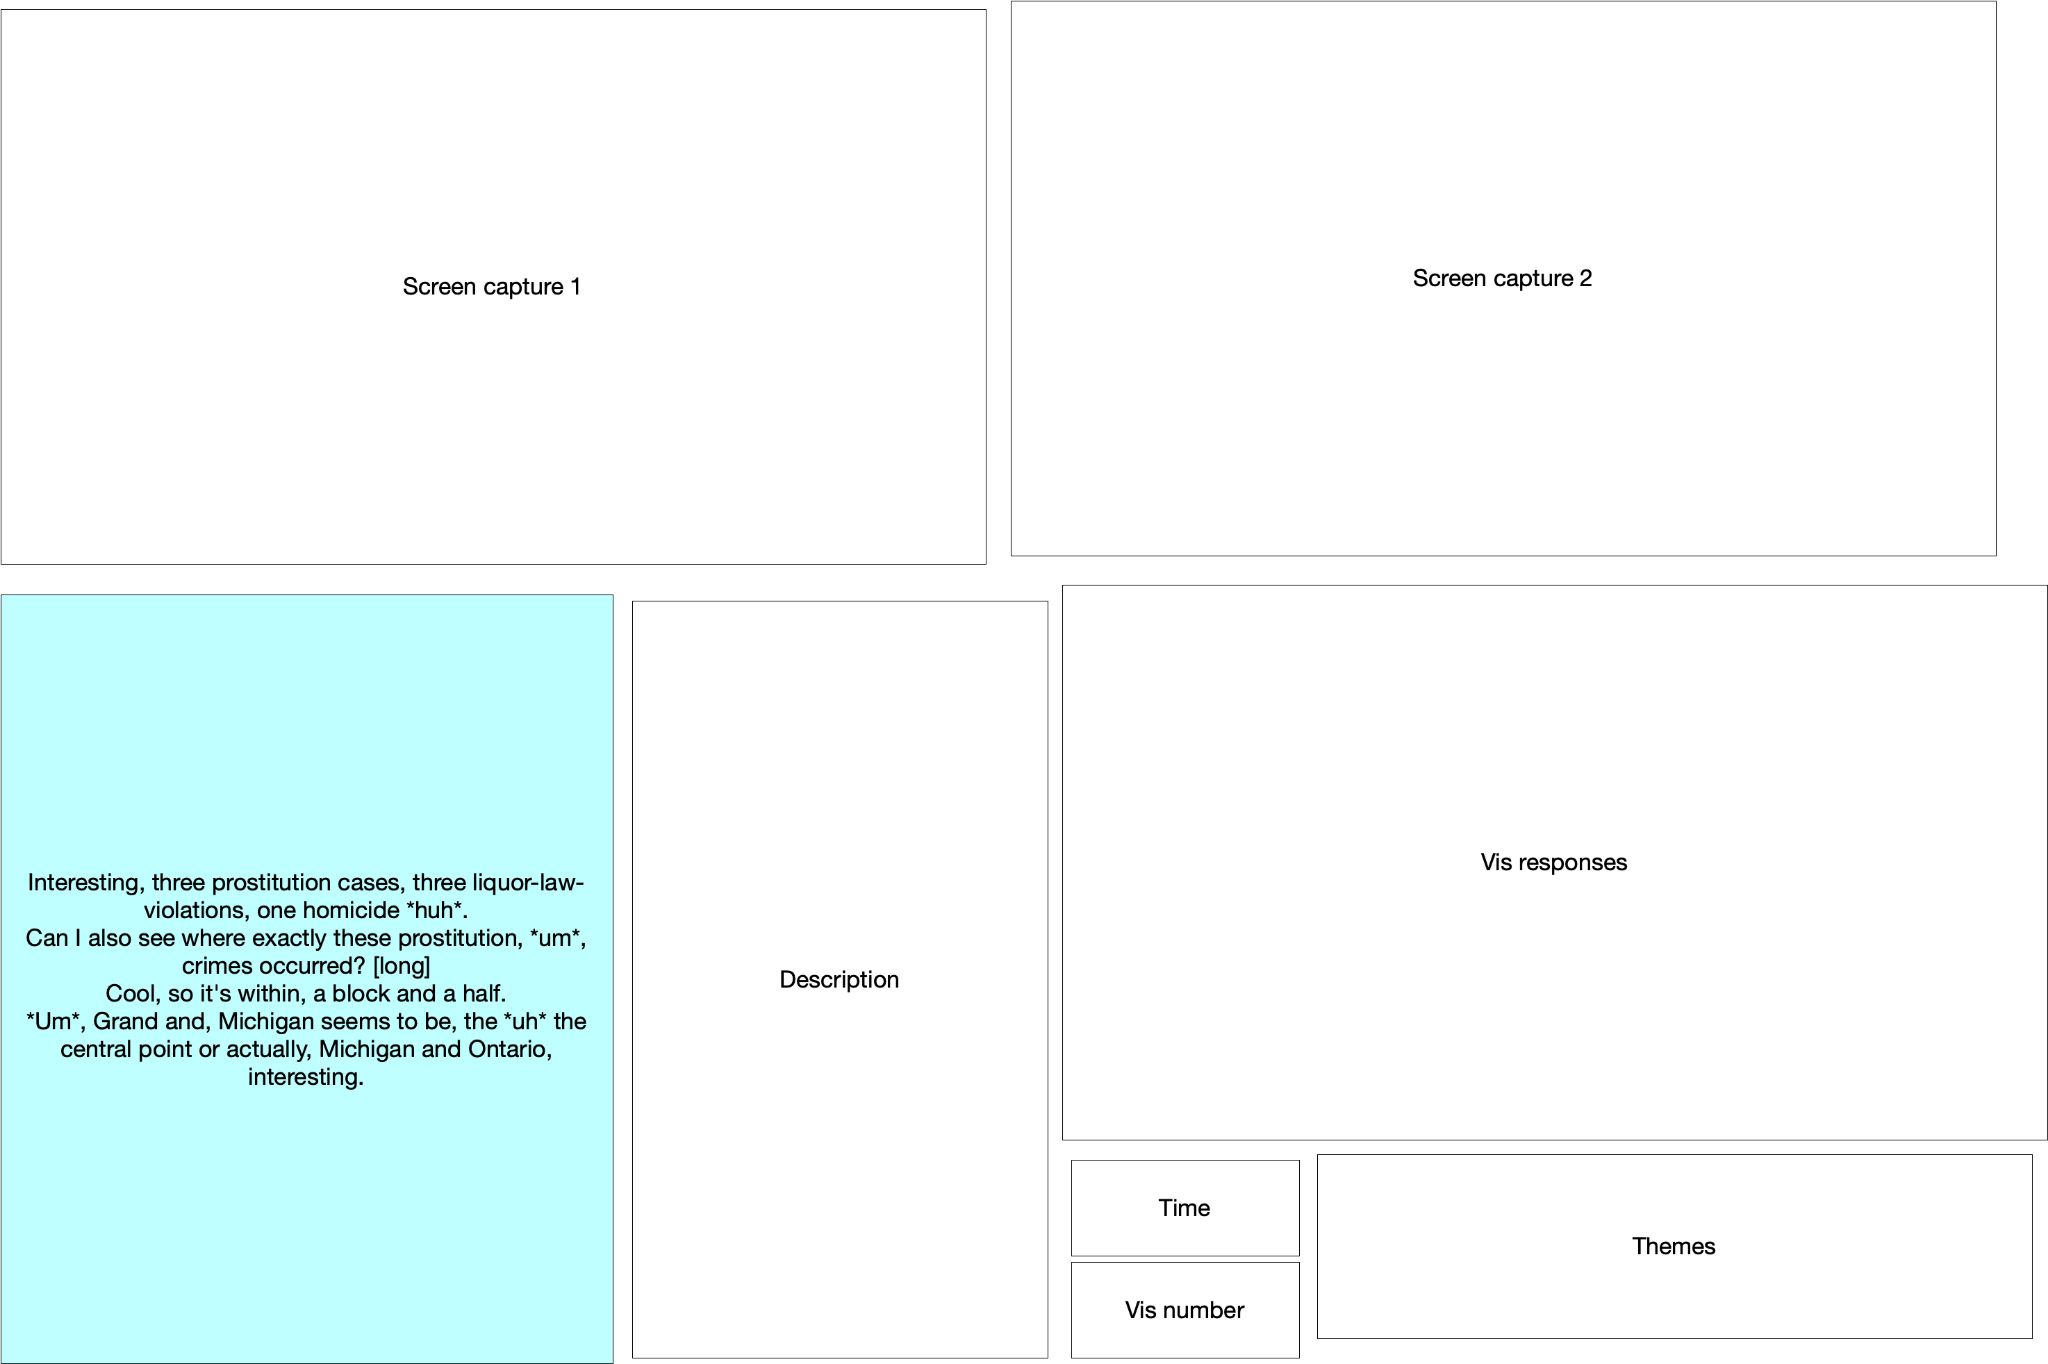 Screen capture 1
Screen capture 2
Interesting, three prostitution cases, three liquor-law-
violations, one homicide *huh*.
Can I also see where exactly these prostitution, *um*,
crimes occurred? [long]
Cool, so it's within, a block and a half.
*Um*, Grand and, Michigan seems to be, the *uh* the
central point or actually, Michigan and Ontario,
interesting.
Description
Vis responses
Time
Vis number
Themes